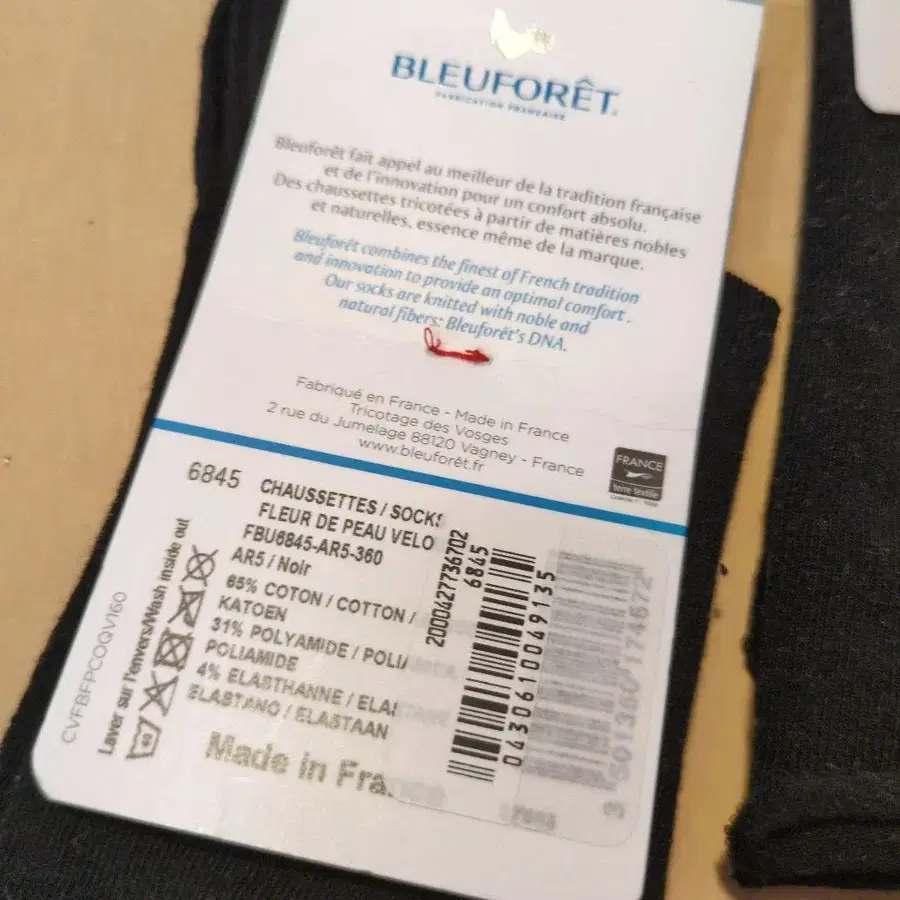 BLEUFORÊT
FABRICATION FRANÇAISE
Bleuforêt fait appel au meilleur de la tradition française
et de l'innovation pour un confort absolu.
Des chaussettes tricotées à partir de matières nobles
et naturelles, essence même de la marque.
Bleuforêt combines the finest of French tradition
and innovation to provide an optimal comfort.
Our socks are knitted with noble and
natural fibers: Bleuforêt's DNA.
Fabriqué en France - Made in France
Tricotage des Vosges
2 rue du Jumelage 88120 Vagney - France
www.bleuforêt.fr
FRANCE
terre textile
6845
CHAUSSETTES / SOCKS
FLEUR DE PEAU VELO
FBU6845-AR5-360
AR5 / Noir
65% COTON / COTTON /
KATOEN
31% POLYAMIDE / POLIA
POLIAMIDE
4% ELASTHANNE / ELAS
ELASTANO / ELASTAAN
Made in France
CVFBFPCOQV160
Laver sur l'envers/Wash inside out
2000427736702
6845
0430610049135